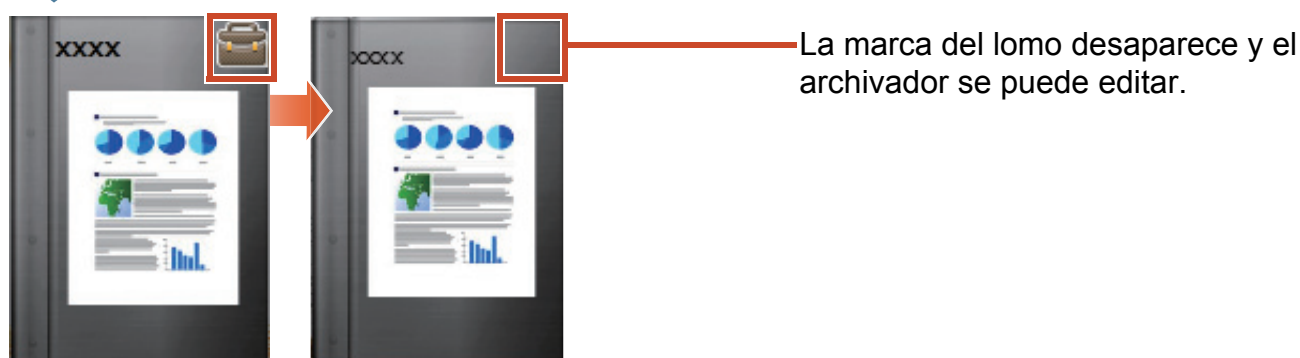 xxxx
xxxx
La marca del lomo desaparece y el
archivador se puede editar.